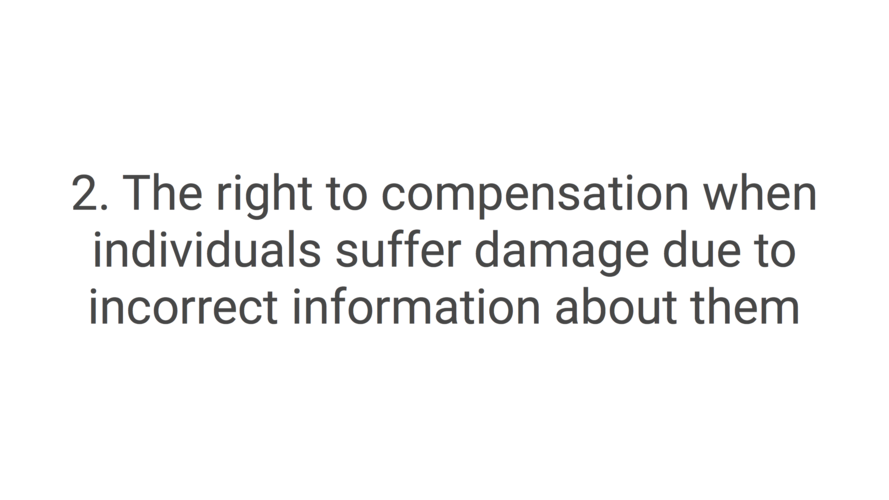 2. The right to compensation when
individuals suffer damage due to
incorrect information about them